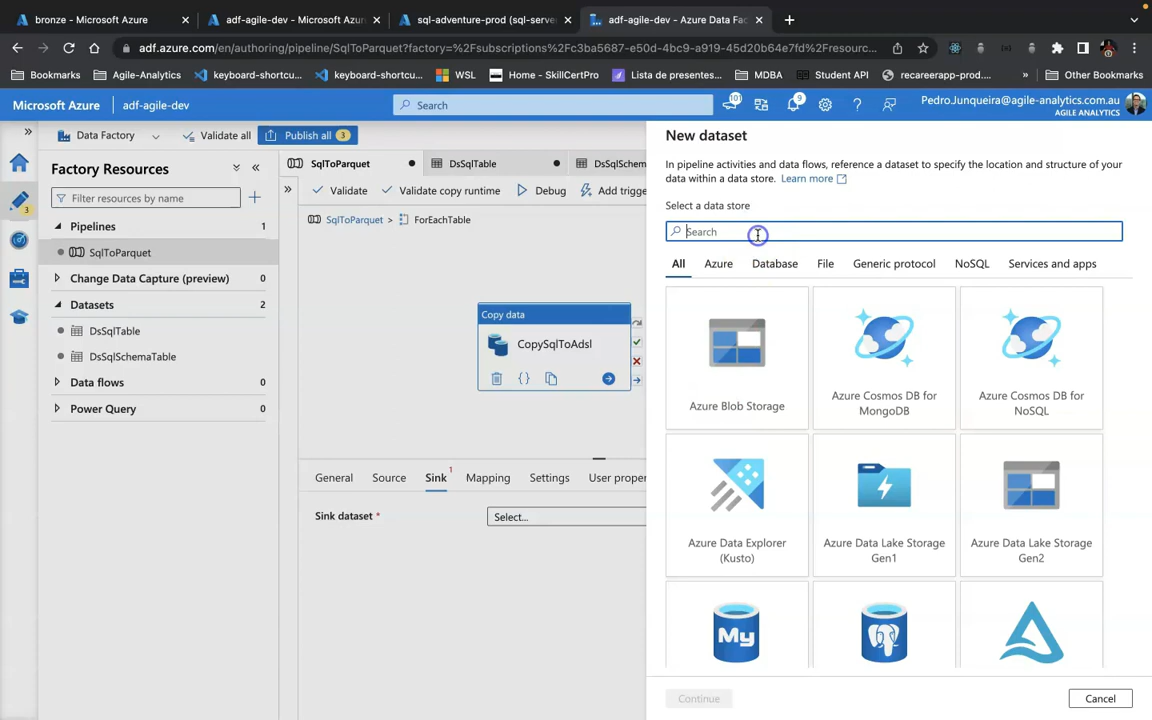 bronze - Microsoft Azure
adf-agile-dev - Microsoft Azur
sql-adventure-prod (sql-serve
adf-agile-dev - Azure Data Fac
adf.azure.com/en/authoring/pipeline/SqlToParquet?factory=%2Fsubscriptions%2Fc3ba5687-e50d-4bc9-a919-45d20b64e7fd%2Fresourc...
Bookmarks
Agile-Analytics
keyboard-shortcu...
keyboard-shortcu...
WSL
Home - SkillCertPro
Lista de presentes...
MDBA
Student API
recareerapp-prod....
»
Other Bookmarks
Microsoft Azure
adf-agile-dev
Search
101
9
Pedro.Junqueira@agile-analytics.com.au
AGILE ANALYTICS
Data Factory
Validate all
Publish all
3
Factory Resources
Filter resources by name
Pipelines
1
SqlToParquet
Change Data Capture (preview)
0
Datasets
2
DsSqlTable
DsSqlSchemaTable
Data flows
0
Power Query
0
3
SqlToParquet
DsSqlTable
DsSqlSchem
Validate
Validate copy runtime
Debug
Add trigge
SqlToParquet > ForEachTable
Copy data
CopySqlToAdsl
General
Source
Sink
1
Mapping
Settings
User proper
Sink dataset *
Select...
New dataset
In pipeline activities and data flows, reference a dataset to specify the location and structure of your
data within a data store. Learn more
Select a data store
Search
All
Azure
Database
File
Generic protocol
NoSQL
Services and apps
Azure Blob Storage
Azure Cosmos DB for
MongoDB
Azure Cosmos DB for
NoSQL
Azure Data Explorer
(Kusto)
Azure Data Lake Storage
Gen1
Azure Data Lake Storage
Gen2
My
Continue
Cancel